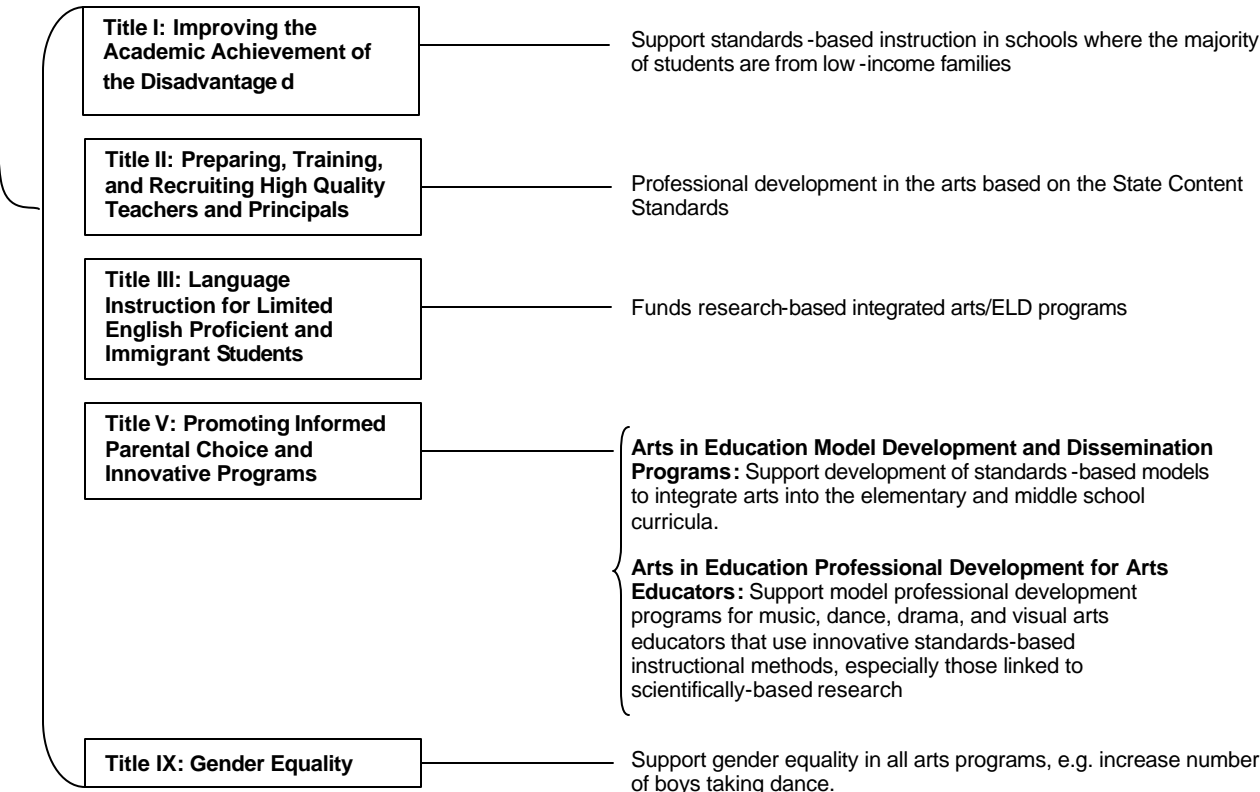 Title I: Improving the
Academic Achievement of
the Disadvantage d
Support standards -based instruction in schools where the majority
of students are from low -income families
Title II: Preparing, Training,
and Recruiting High Quality
Teachers and Principals
Professional development in the arts based on the State Content
Standards
Title III: Language
Instruction for Limited
English Proficient and
Immigrant Students
Funds research-based integrated arts/ELD programs
Title V: Promoting Informed
Parental Choice and
Innovative Programs
Arts in Education Model Development and Dissemination
Programs: Support development of standards -based models
to integrate arts into the elementary and middle school
curricula.
Arts in Education Professional Development for Arts
Educators: Support model professional development
programs for music, dance, drama, and visual arts
educators that use innovative standards-based
instructional methods, especially those linked to
scientifically-based research
Title IX: Gender Equality
Support gender equality in all arts programs, e.g. increase number
of boys taking dance.